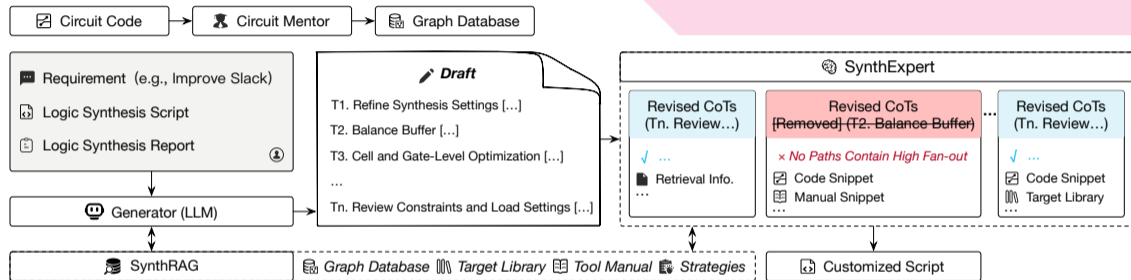 Circuit Code
Circuit Mentor
Graph Database
Requirement (e.g., Improve Slack)
Logic Synthesis Script
Logic Synthesis Report
Generator (LLM)
SynthRAG
Draft
T1. Refine Synthesis Settings [...]
T2. Balance Buffer [...]
T3. Cell and Gate-Level Optimization [...]
...
Tn. Review Constraints and Load Settings [...]
Graph Database Target Library Tool Manual Strategies
SynthExpert
Revised CoTs
(Tn. Review...)
√ ...
Retrieval Info.
...
Revised CoTs
[Removed] (T2. Balance Buffer)
× No Paths Contain High Fan-out
Code Snippet
Manual Snippet
...
...
Revised CoTs
(Tn. Review...)
√ ...
Code Snippet
Target Library
...
Customized Script